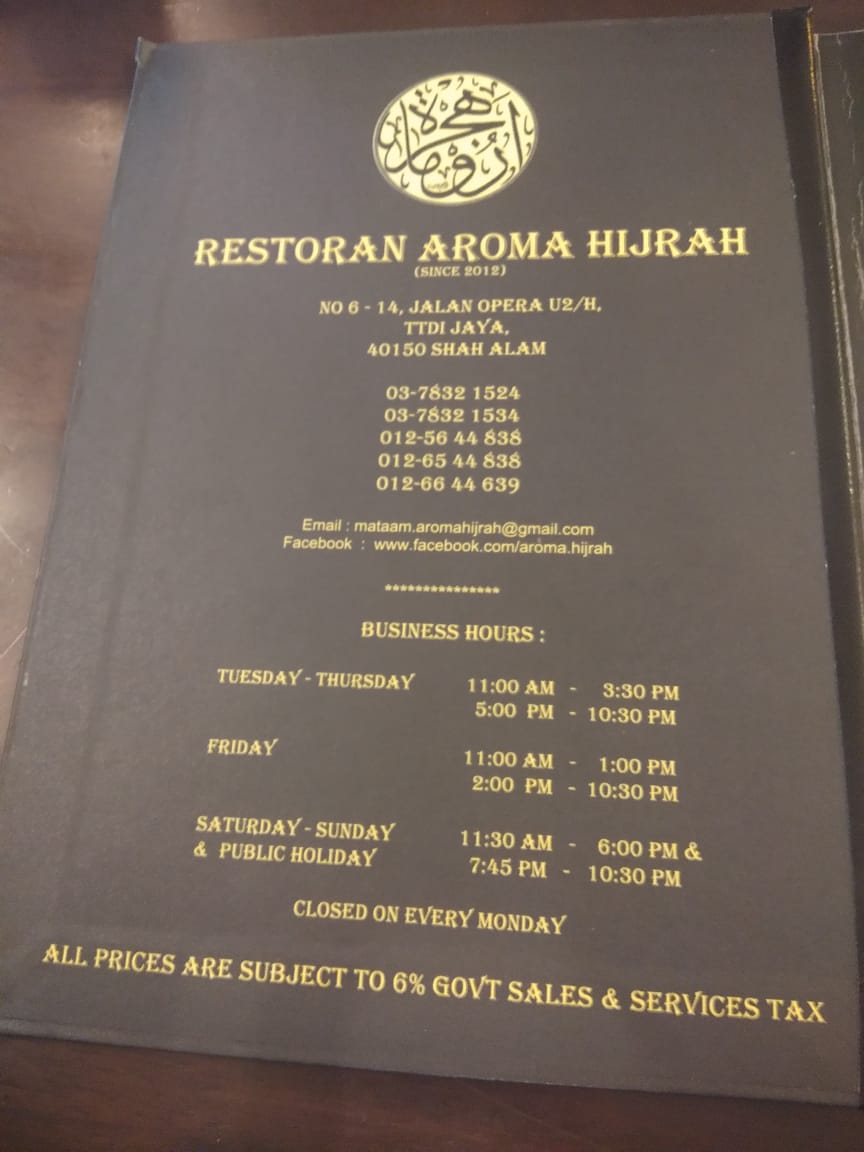 أروما هجرة
RESTORAN AROMA HIJRAH
(SINCE 2012)
NO 6 - 14, JALAN OPERA U2/H,
TTDI JAYA,
40150 SHAH ALAM
03-7832 1524
03-7832 1534
012-56 44 838
012-65 44 838
012-66 44 639
Email : mataam.aromahijrah@gmail.com
Facebook : www.facebook.com/aroma.hijrah
***************
BUSINESS HOURS :
TUESDAY - THURSDAY 11:00 AM - 3:30 PM
5:00 PM - 10:30 PM
FRIDAY 11:00 AM - 1:00 PM
2:00 PM - 10:30 PM
SATURDAY - SUNDAY 11:30 AM - 6:00 PM &
& PUBLIC HOLIDAY 7:45 PM - 10:30 PM
CLOSED ON EVERY MONDAY
ALL PRICES ARE SUBJECT TO 6% GOVT SALES & SERVICES TAX